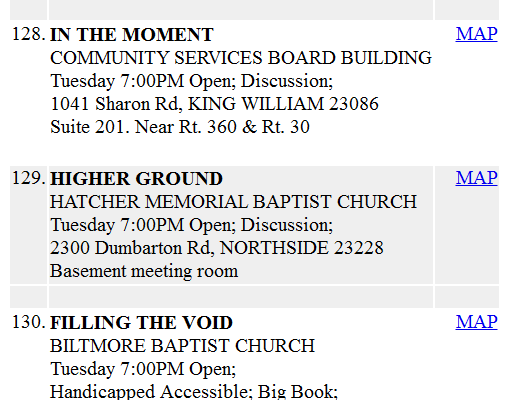 128. IN THE MOMENT MAP
COMMUNITY SERVICES BOARD BUILDING
Tuesday 7:00PM Open; Discussion;
1041 Sharon Rd, KING WILLIAM 23086
Suite 201. Near Rt. 360 & Rt. 30
129. HIGHER GROUND MAP
HATCHER MEMORIAL BAPTIST CHURCH
Tuesday 7:00PM Open; Discussion;
2300 Dumbarton Rd, NORTHSIDE 23228
Basement meeting room
130. FILLING THE VOID MAP
BILTMORE BAPTIST CHURCH
Tuesday 7:00PM Open;
Handicapped Accessible; Big Book;